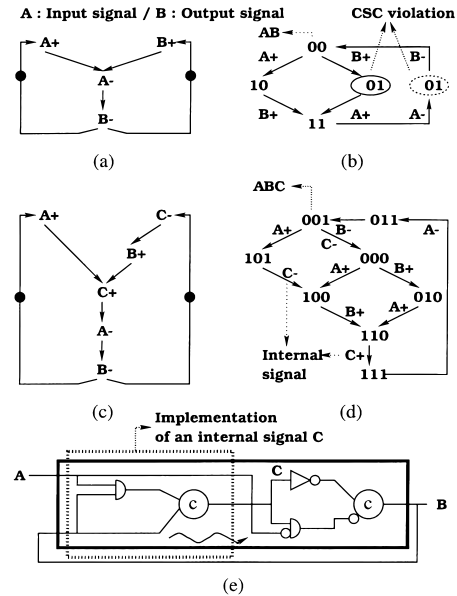 A : Input signal / B : Output signal
CSC violation
A+
B+
A-
B-
(a)
AB
00
A+
B+
B-
10
01
01
B+
A+
A-
11
(b)
A+
C-
B+
C+
A-
B-
(c)
ABC
001
011
A+
B-
C-
A-
101
000
C-
A+
B+
100
010
B+
A+
110
Internal
signal
C+
111
(d)
Implementation
of an internal signal C
A
C
c
c
B
(e)